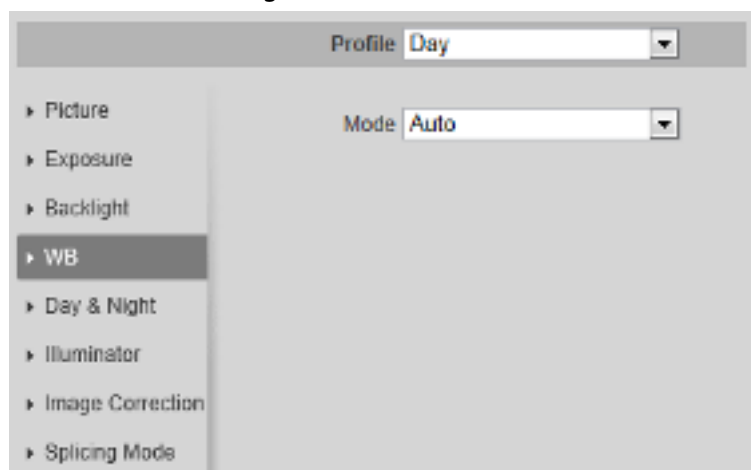 Profile Day
Picture
Mode Auto
Exposure
Backlight
WB
Day & Night
Illuminator
Image Correction
Splicing Mode